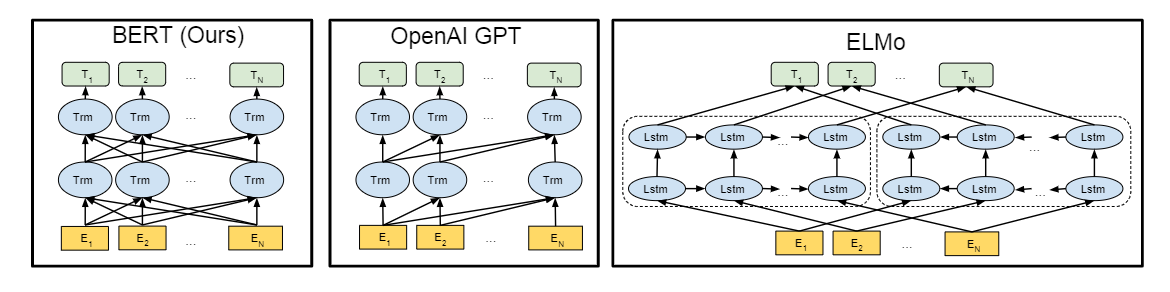 BERT (Ours)
T1 T2 ... TN
Trm Trm ... Trm
Trm Trm ... Trm
E1 E2 ... EN
OpenAI GPT
T1 T2 ... TN
Trm Trm ... Trm
Trm Trm ... Trm
E1 E2 ... EN
ELMo
T1 T2 ... TN
Lstm Lstm ... Lstm Lstm Lstm ... Lstm
Lstm Lstm ... Lstm Lstm Lstm ... Lstm
E1 E2 ... EN